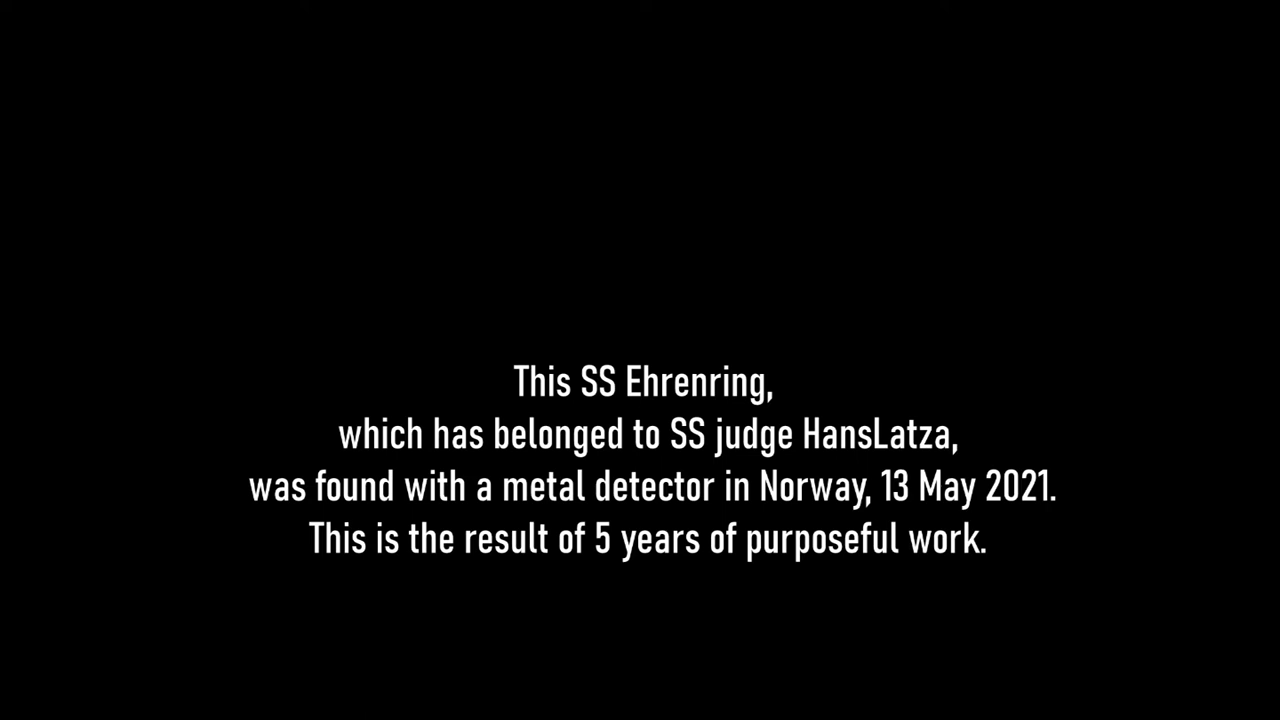 This SS Ehrenring,
which has belonged to SS judge HansLatza,
was found with a metal detector in Norway, 13 May 2021.
This is the result of 5 years of purposeful work.